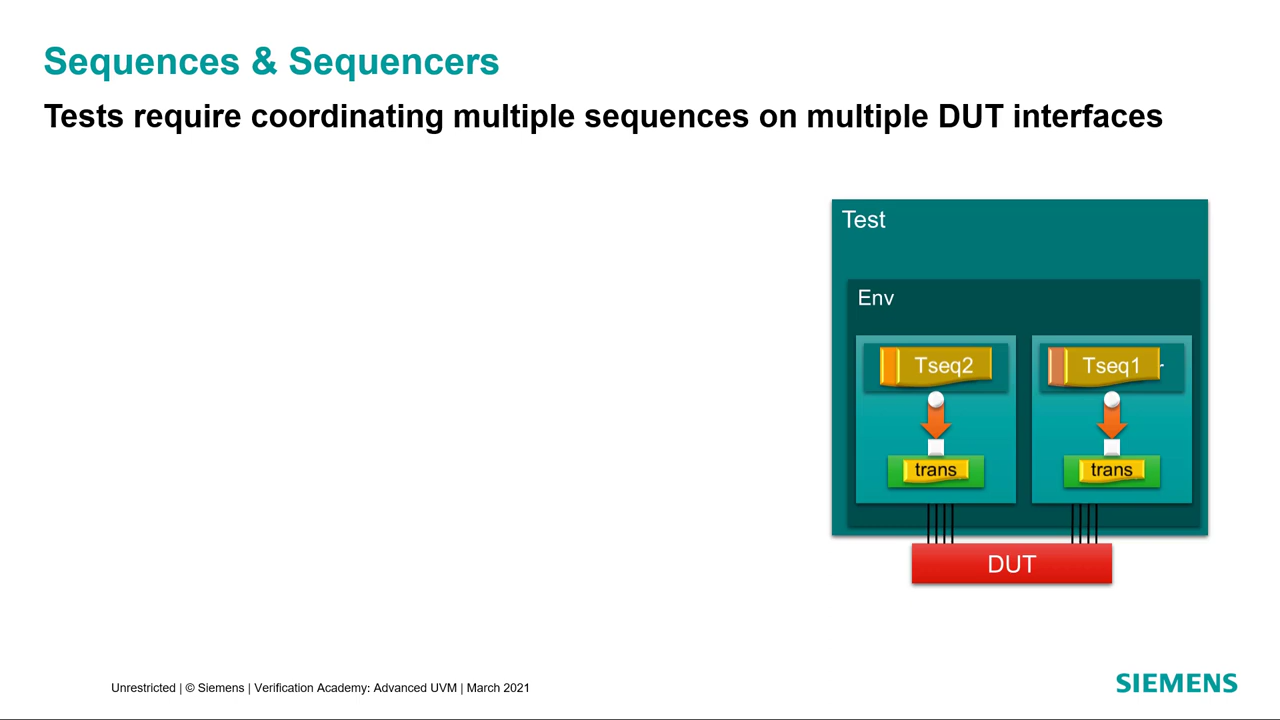 Sequences & Sequencers
Tests require coordinating multiple sequences on multiple DUT interfaces
Test
Env
Tseq2
Tseq1
trans
trans
DUT
Unrestricted | © Siemens | Verification Academy: Advanced UVM | March 2021
SIEMENS